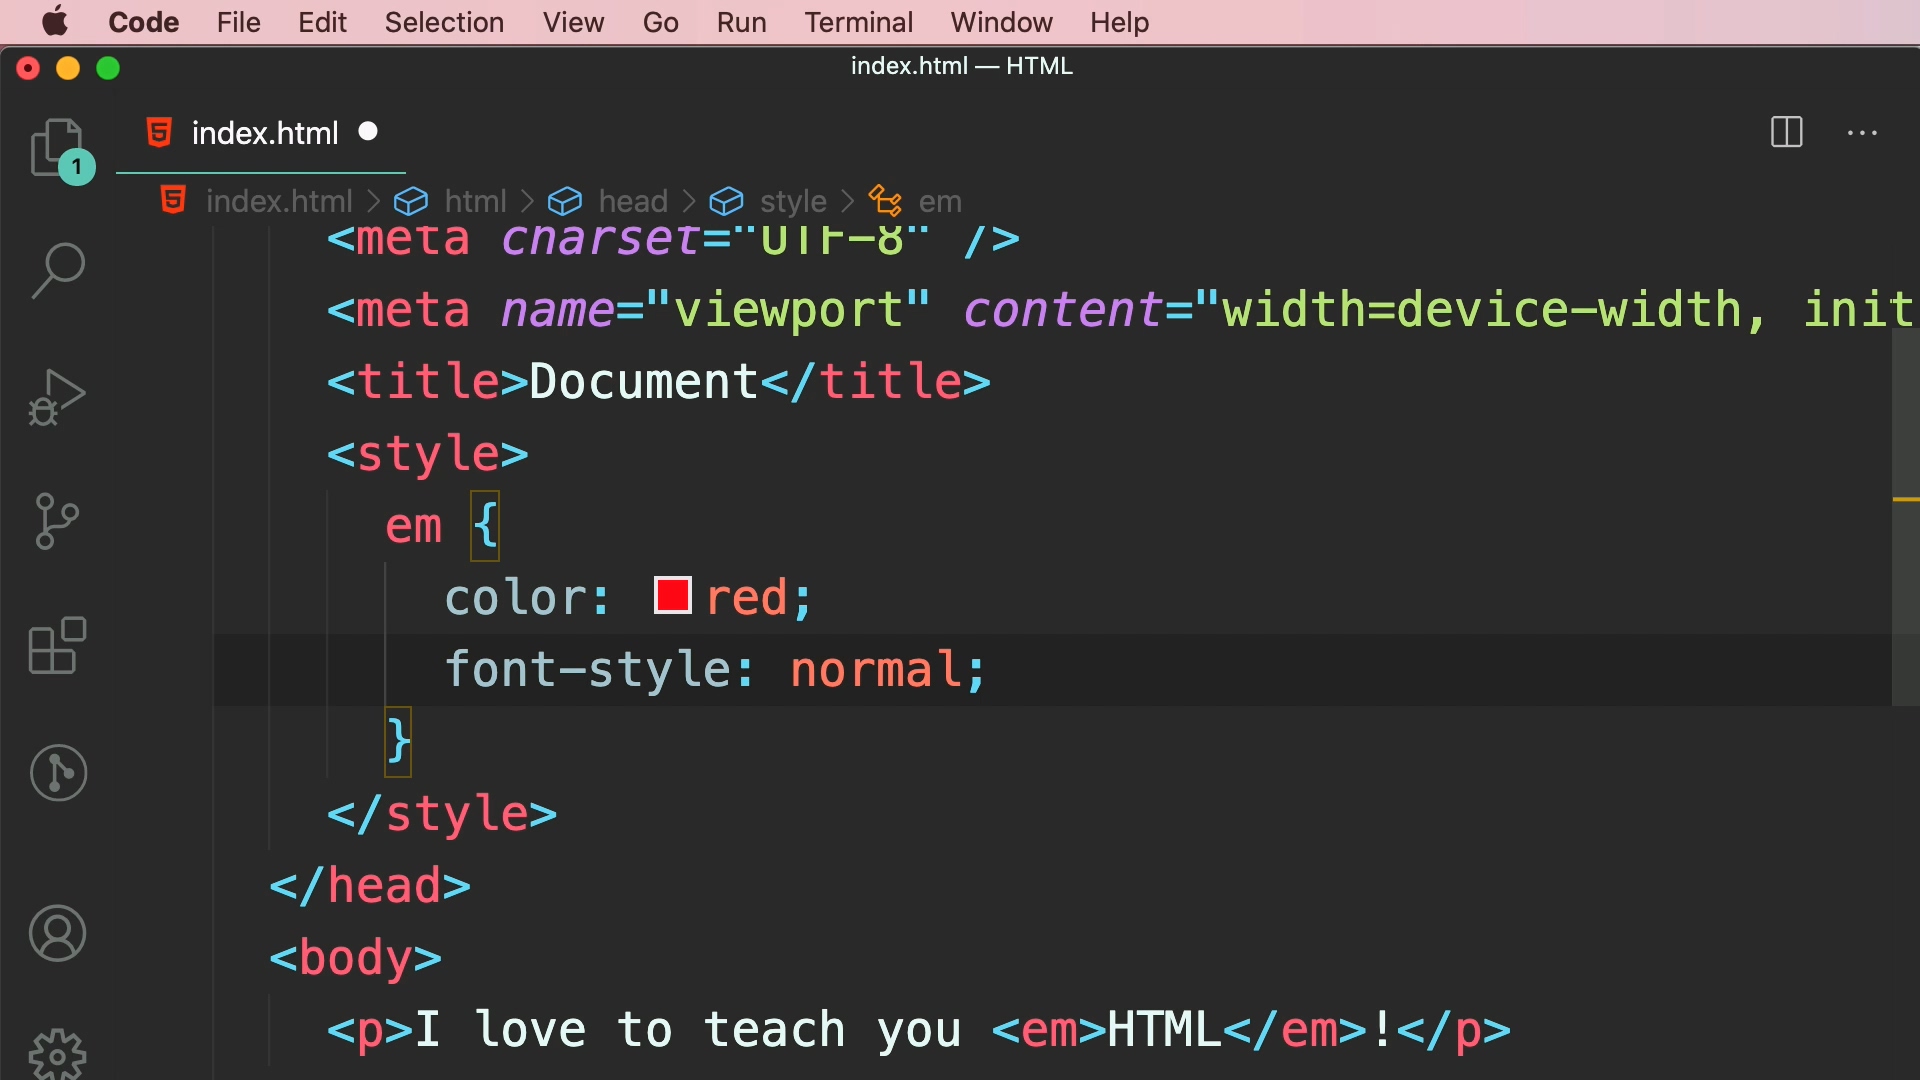 Code File Edit Selection View Go Run Terminal Window Help
index.html — HTML
index.html
1
index.html > html > head > style > em
<meta charset="UTF-8" />
<meta name="viewport" content="width=device-width, init
<title>Document</title>
<style>
em {
color: red;
font-style: normal;
}
</style>
</head>
<body>
<p>I love to teach you <em>HTML</em>!</p>